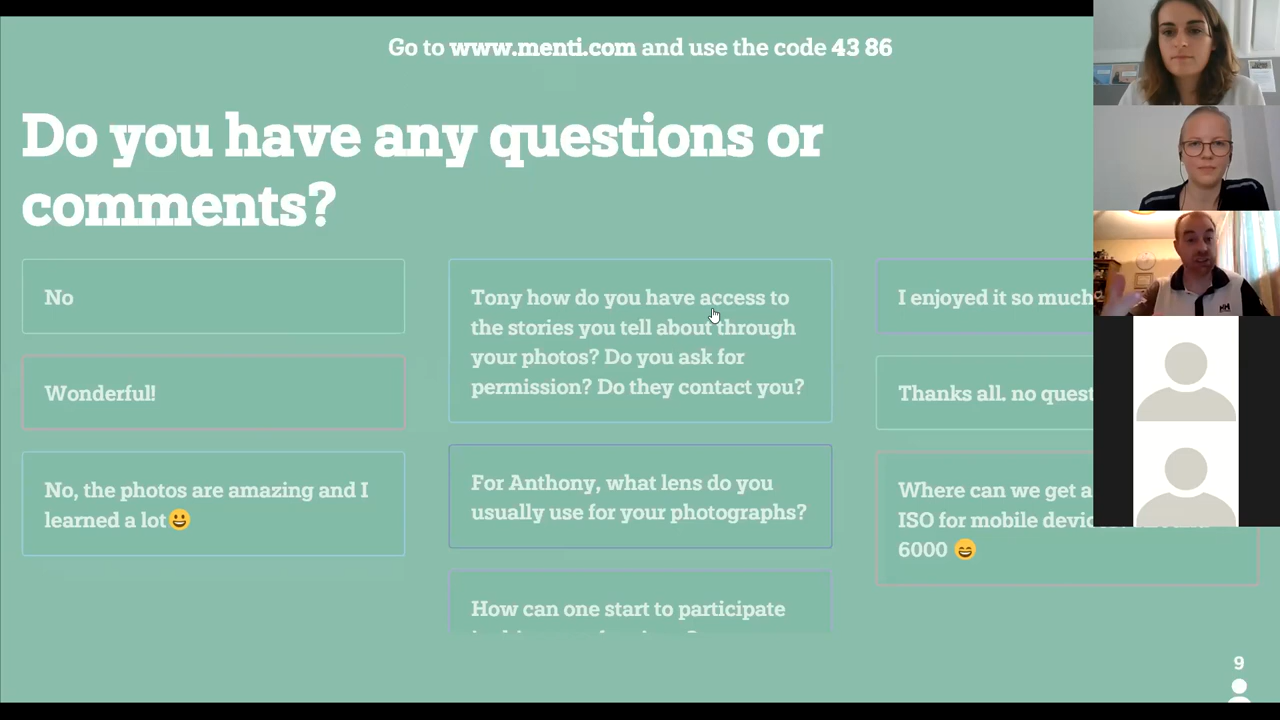 Go to www.menti.com and use the code 43 86
Do you have any questions or
comments?
No
Wonderful!
No, the photos are amazing and I
learned a lot😀
Tony how do you have access to
the stories you tell about through
your photos? Do you ask for
permission? Do they contact you?
For Anthony, what lens do you
usually use for your photographs?
How can one start to participate
I enjoyed it so much
Thanks all. no
Where can we get a
ISO for mobile
6000 😄
9